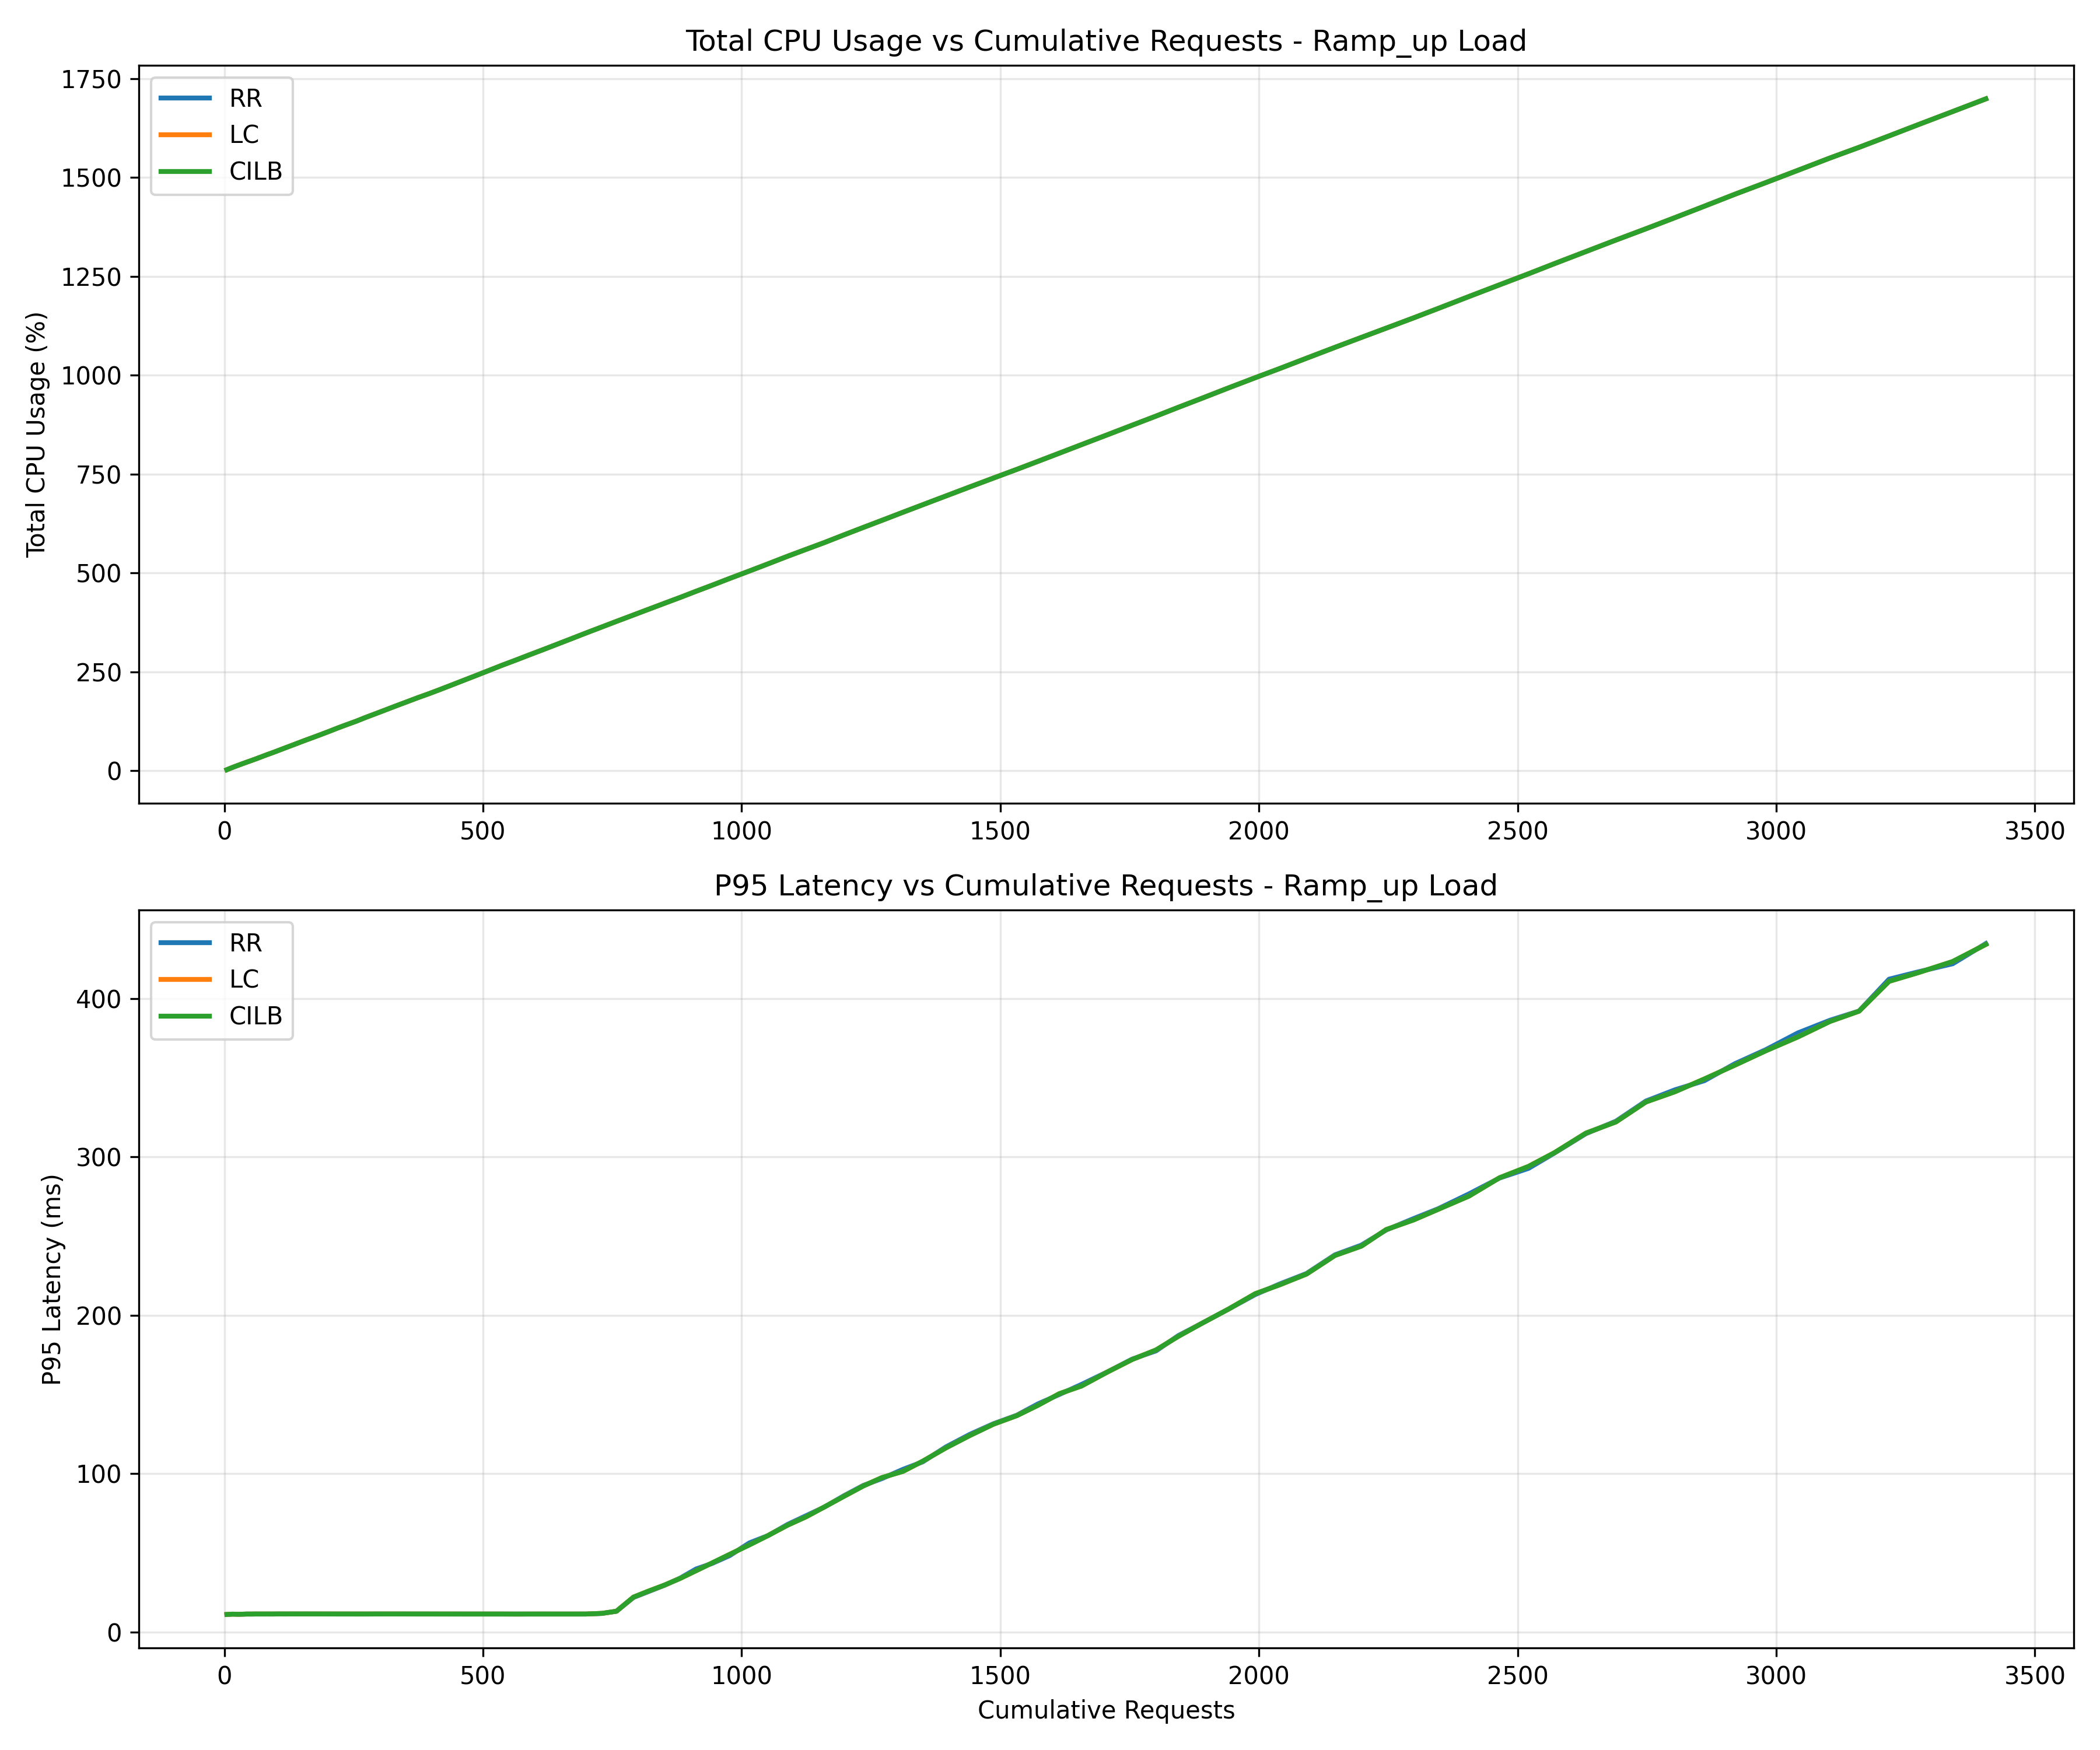 Total CPU Usage vs Cumulative Requests - Ramp_up Load
1750
1500
1250
1000
750
500
250
0
Total CPU Usage (%)
RR
LC
CILB
0 500 1000 1500 2000 2500 3000 3500
P95 Latency vs Cumulative Requests - Ramp_up Load
400
300
200
100
0
P95 Latency (ms)
RR
LC
CILB
0 500 1000 1500 2000 2500 3000 3500
Cumulative Requests